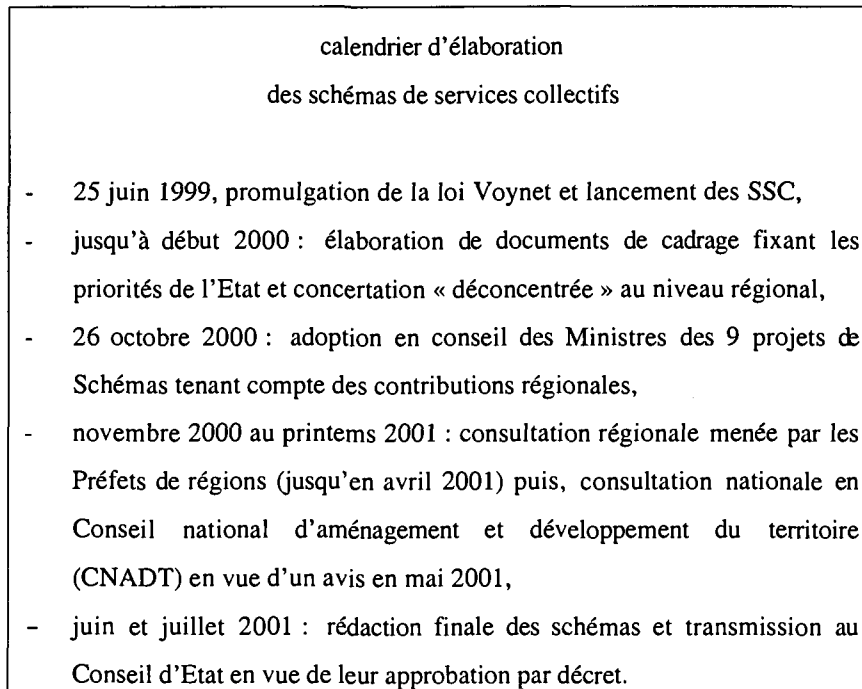 calendrier d'élaboration
des schémas de services collectifs
- 25 juin 1999, promulgation de la loi Voynet et lancement des SSC,
- jusqu'à début 2000 : élaboration de documents de cadrage fixant les
priorités de l'Etat et concertation « déconcentrée » au niveau régional,
- 26 octobre 2000 : adoption en conseil des Ministres des 9 projets de
Schémas tenant compte des contributions régionales,
- novembre 2000 au printems 2001 : consultation régionale menée par les
Préfets de régions (jusqu'en avril 2001) puis, consultation nationale en
Conseil national d'aménagement et développement du territoire
(CNADT) en vue d'un avis en mai 2001,
- juin et juillet 2001 : rédaction finale des schémas et transmission au
Conseil d'Etat en vue de leur approbation par décret.